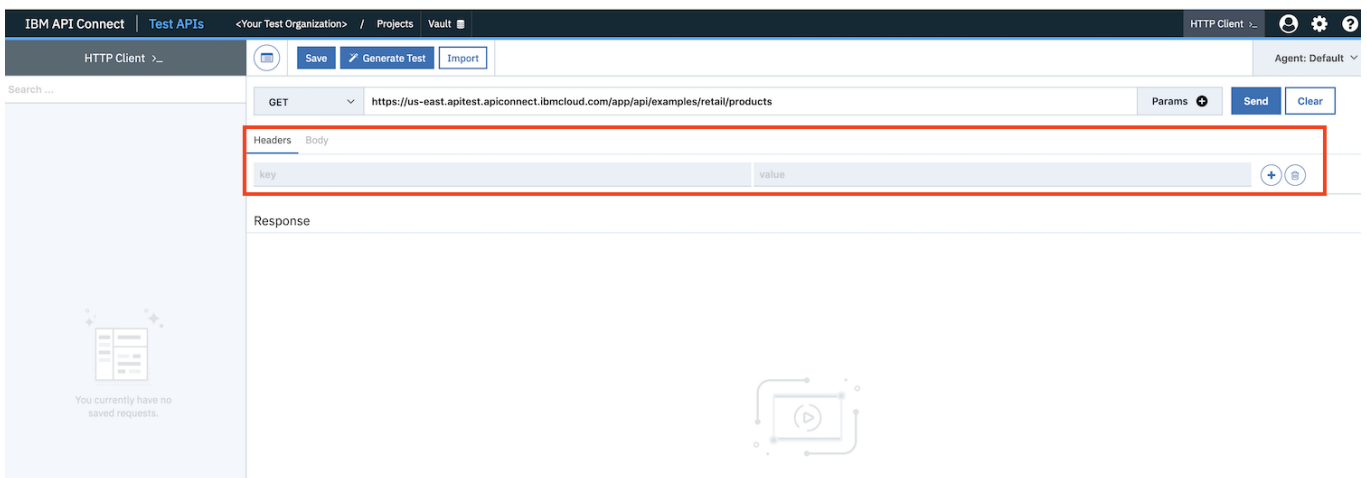 IBM API Connect | Test APIs <Your Test Organization> / Projects Vault HTTP Client >_
HTTP Client >_ Save Generate Test Import Agent: Default
Search ...
GET https://us-east.apitest.apiconnect.ibmcloud.com/app/api/examples/retail/products Params Send Clear
Headers Body
key value
Response
You currently have no
saved requests.